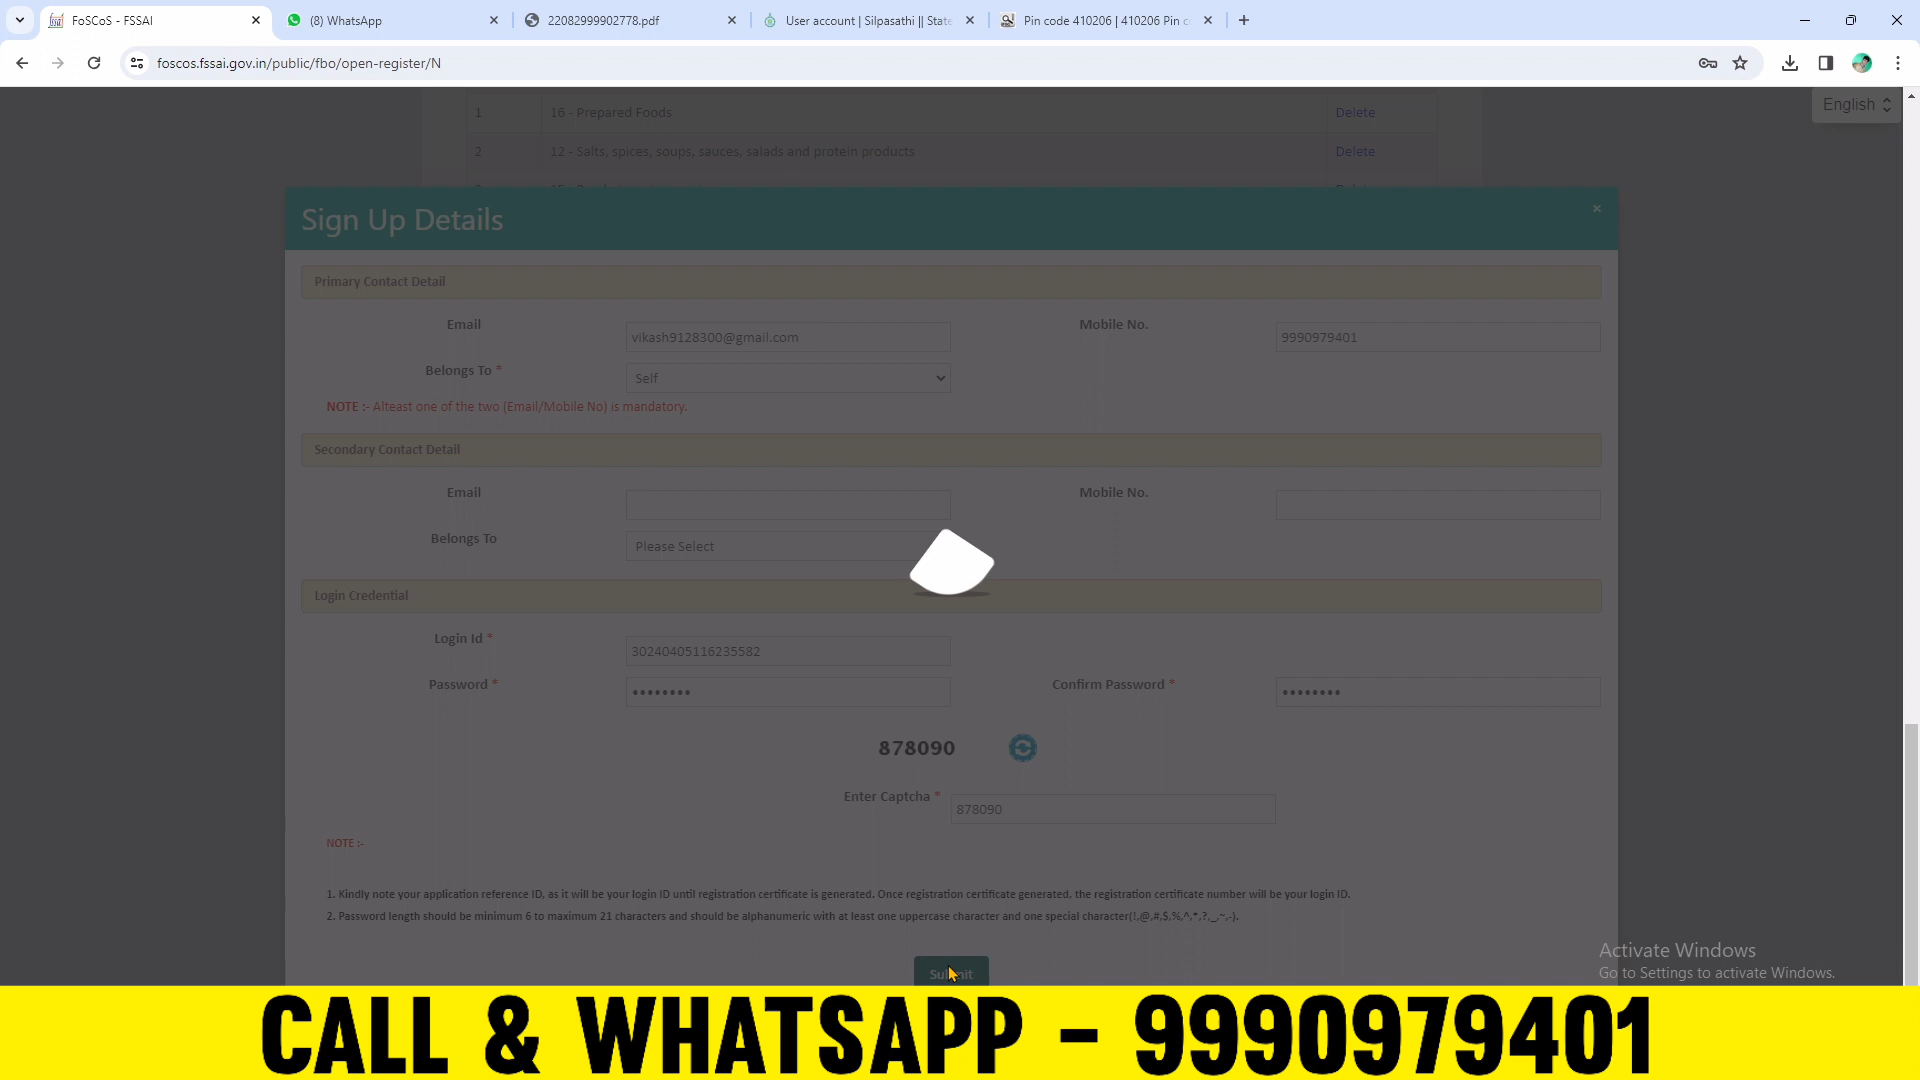 FoSCoS - FSSAI
(8) WhatsApp
22082999902778.pdf
User account | Silpasathi || State
Pin code 410206 | 410206 Pin c
foscos.fssai.gov.in/public/fbo/open-register/N
English
1 16 - Prepared Foods Delete
2 12 - Salts, spices, soups, sauces, salads and protein products Delete
Sign Up Details
Primary Contact Detail
Email vikash9128300@gmail.com Mobile No. 9990979401
Belongs To * Self
NOTE :- Alteast one of the two (Email/Mobile No) is mandatory.
Secondary Contact Detail
Email Mobile No.
Belongs To Please Select
Login Credential
Login Id * 30240405116235582
Password * •••••••• Confirm Password * ••••••••
878090
Enter Captcha * 878090
NOTE :-
1. Kindly note your application reference ID, as it will be your login ID until registration certificate is generated. Once registration certificate generated, the registration certificate number will be your login ID.
2. Password length should be minimum 6 to maximum 21 characters and should be alphanumeric with at least one uppercase character and one special character(!,@,#,$,%,^,*,?,_,~,-).
Submit
Activate Windows
Go to Settings to activate Windows.
CALL & WHATSAPP - 9990979401